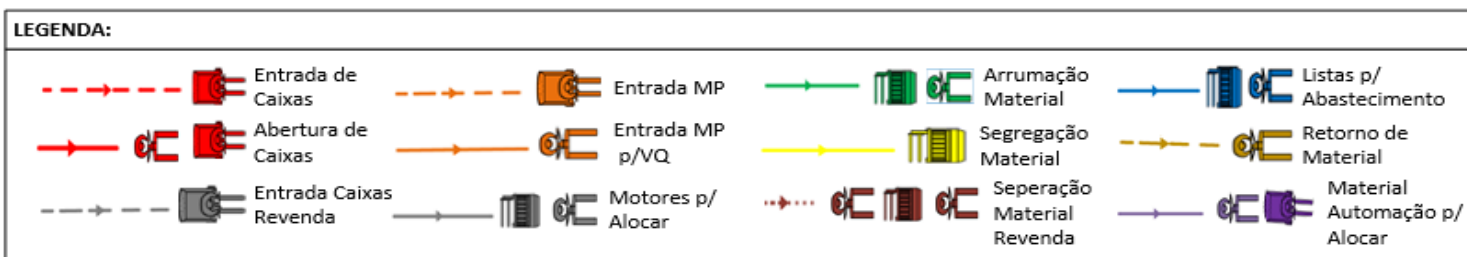 LEGENDA:
Entrada de
Caixas
Entrada MP
Arrumação
Material
Listas p/
Abastecimento
Abertura de
Caixas
Entrada MP
p/VQ
Segregação
Material
Retorno de
Material
Entrada Caixas
Revenda
Motores p/
Alocar
Seperação
Material
Revenda
Material
Automação p/
Alocar